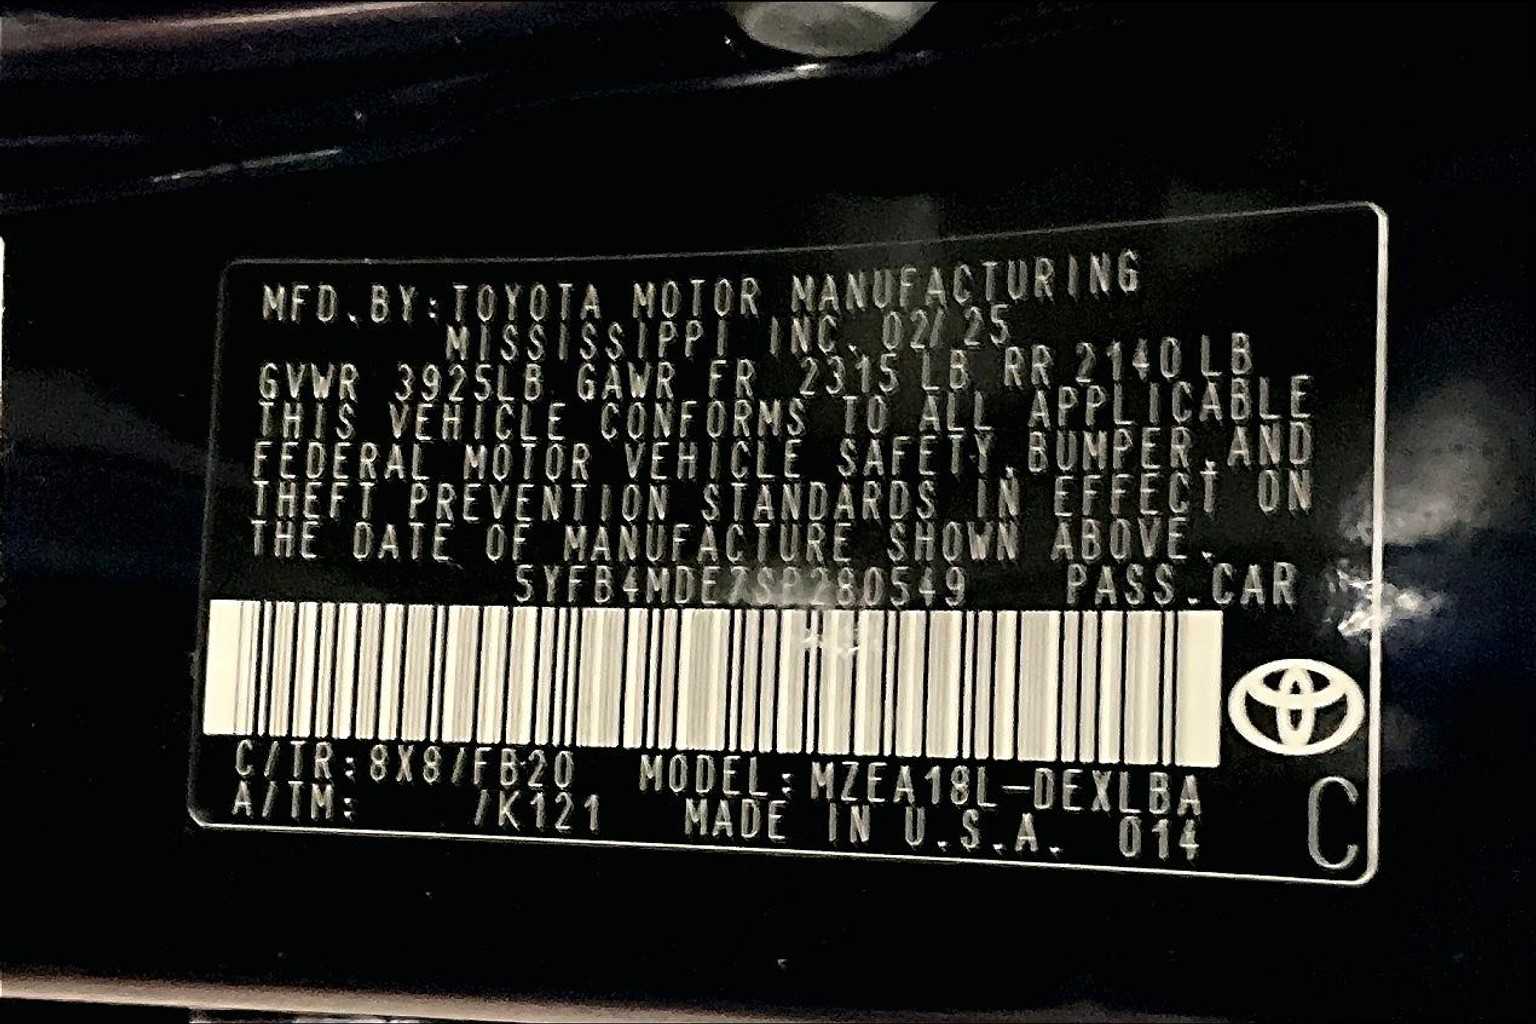 MFD.BY:TOYOTA MOTOR MANUFACTURING
MISSISSIPPI INC. 02/25
GVWR 3925LB GAWR FR 2315 LB RR 2140 LB
THIS VEHICLE CONFORMS TO ALL APPLICABLE
FEDERAL MOTOR VEHICLE SAFETY,BUMPER,AND
THEFT PREVENTION STANDARDS IN EFFECT ON
THE DATE OF MANUFACTURE SHOWN ABOVE.
5YFB4MDE7SP280549 PASS.CAR
C/TR:8X8/FB20 MODEL:MZEA18L-DEXLBA
A/TM: /K121 MADE IN U.S.A. 014
C